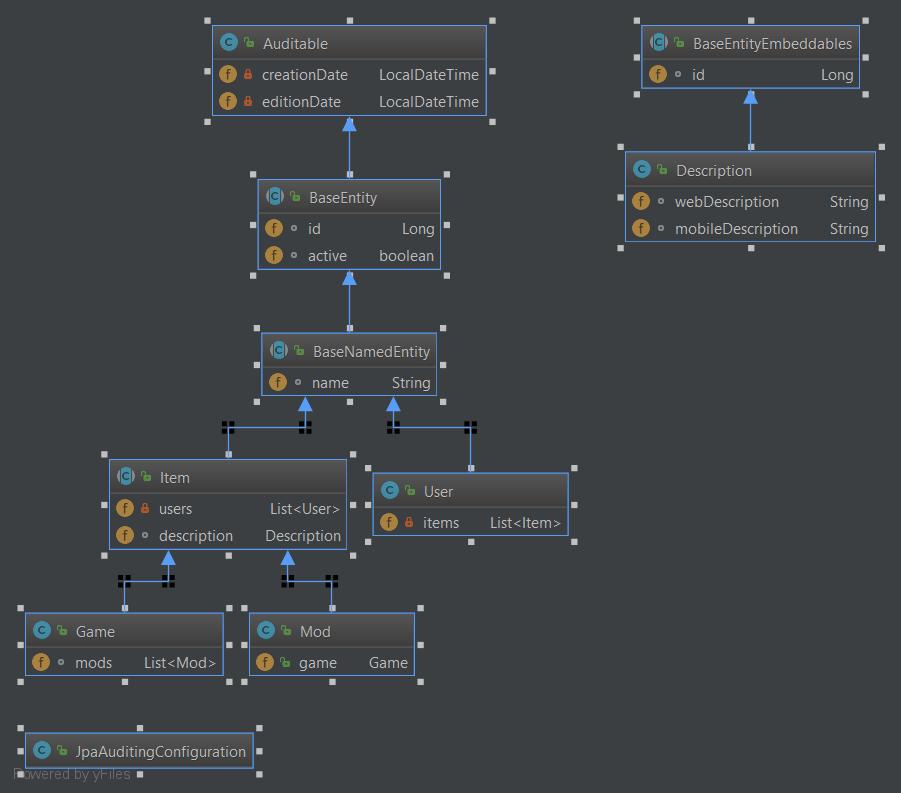 Auditable
creationDate LocalDateTime
editionDate LocalDateTime
BaseEntityEmbeddables
id Long
Description
webDescription String
mobileDescription String
BaseEntity
id Long
active boolean
BaseNamedEntity
name String
Item
users List<User>
description Description
User
items List<Item>
Game
mods List<Mod>
Mod
game Game
JpaAuditingConfiguration
Powered by yFiles